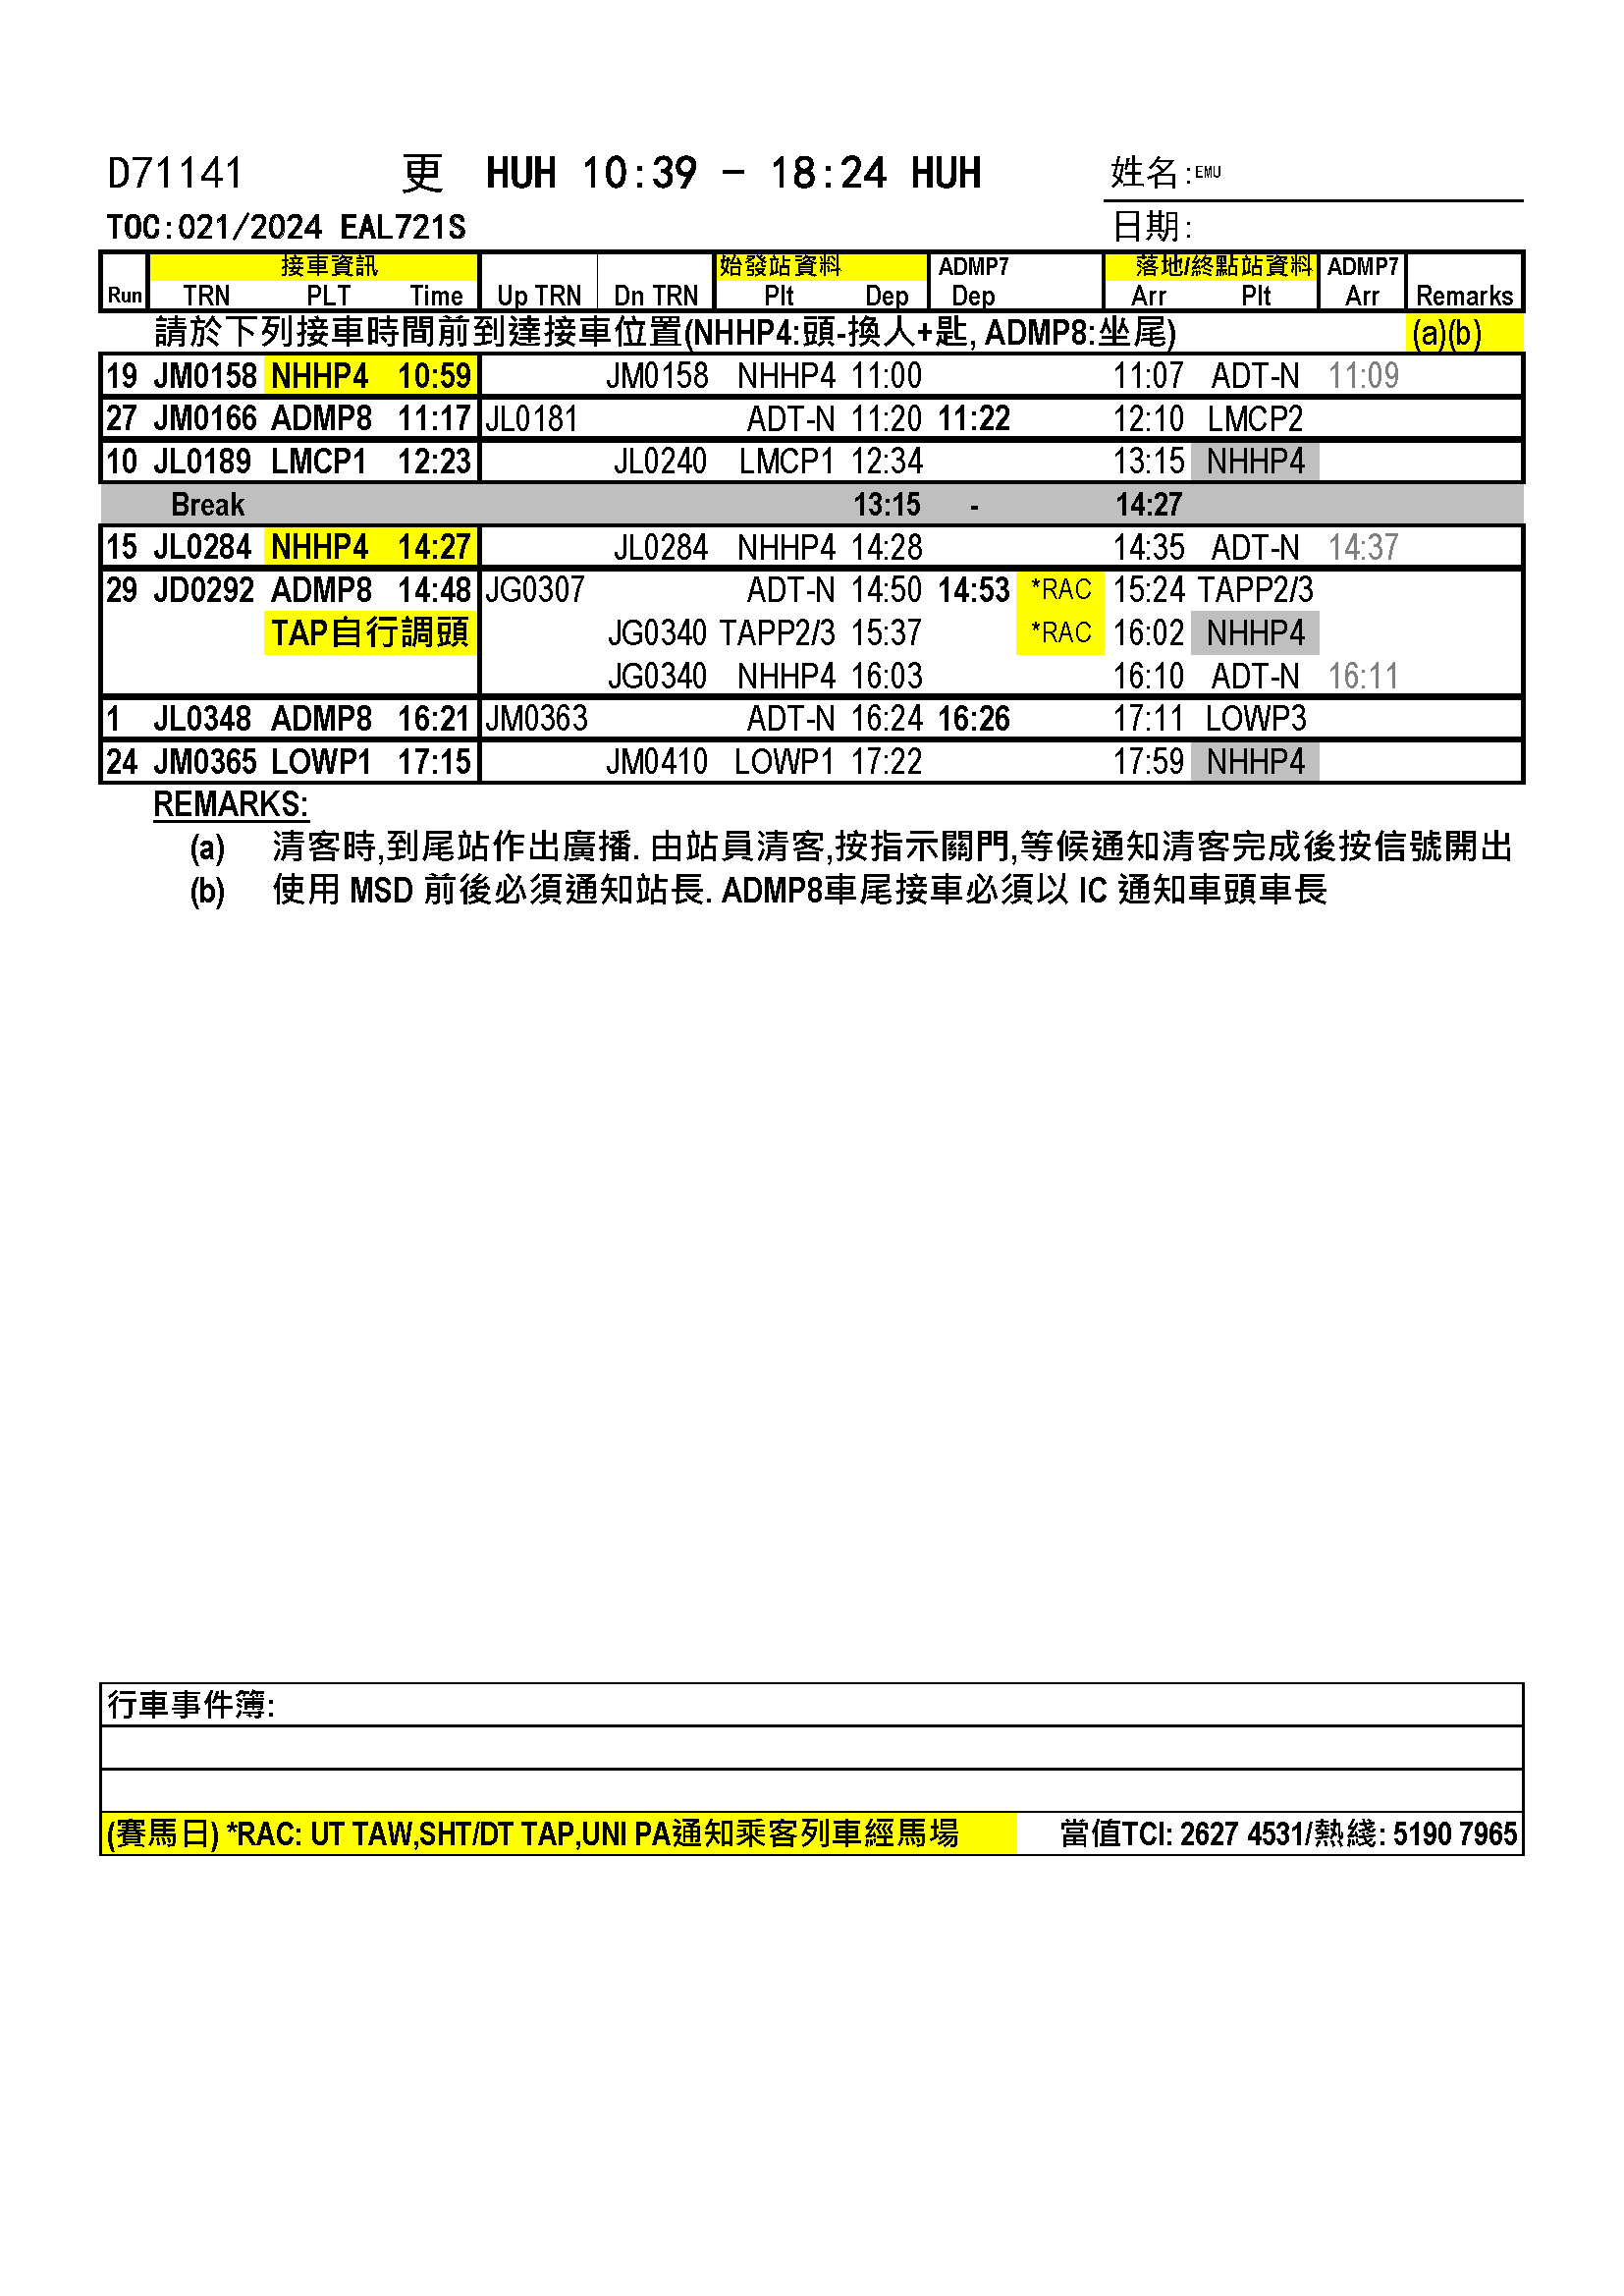 D71141 更 HUH 10:39 - 18:24 HUH 姓名:EMU
TOC:021/2024 EAL721S 日期:
接車資訊 始發站資料 ADMP7 落地/終點站資料 ADMP7
Run TRN PLT Time Up TRN Dn TRN Plt Dep Dep Arr Plt Arr Remarks
請於下列接車時間前到達接車位置(NHHP4:頭-換人+匙, ADMP8:坐尾) (a)(b)
19 JM0158 NHHP4 10:59 JM0158 NHHP4 11:00 11:07 ADT-N 11:09
27 JM0166 ADMP8 11:17 JL0181 ADT-N 11:20 11:22 12:10 LMCP2
10 JL0189 LMCP1 12:23 JL0240 LMCP1 12:34 13:15 NHHP4
Break 13:15 - 14:27
15 JL0284 NHHP4 14:27 JL0284 NHHP4 14:28 14:35 ADT-N 14:37
29 JD0292 ADMP8 14:48 JG0307 ADT-N 14:50 14:53 *RAC 15:24 TAPP2/3
TAP自行調頭 JG0340 TAPP2/3 15:37 *RAC 16:02 NHHP4
JG0340 NHHP4 16:03 16:10 ADT-N 16:11
1 JL0348 ADMP8 16:21 JM0363 ADT-N 16:24 16:26 17:11 LOWP3
24 JM0365 LOWP1 17:15 JM0410 LOWP1 17:22 17:59 NHHP4
REMARKS:
(a) 清客時,到尾站作出廣播. 由站員清客,按指示關門,等候通知清客完成後按信號開出
(b) 使用 MSD 前後必須通知站長. ADMP8車尾接車必須以 IC 通知車頭車長
行車事件簿:
(賽馬日) *RAC: UT TAW,SHT/DT TAP,UNI PA通知乘客列車經馬場 當值TCI: 2627 4531/熱綫: 5190 7965